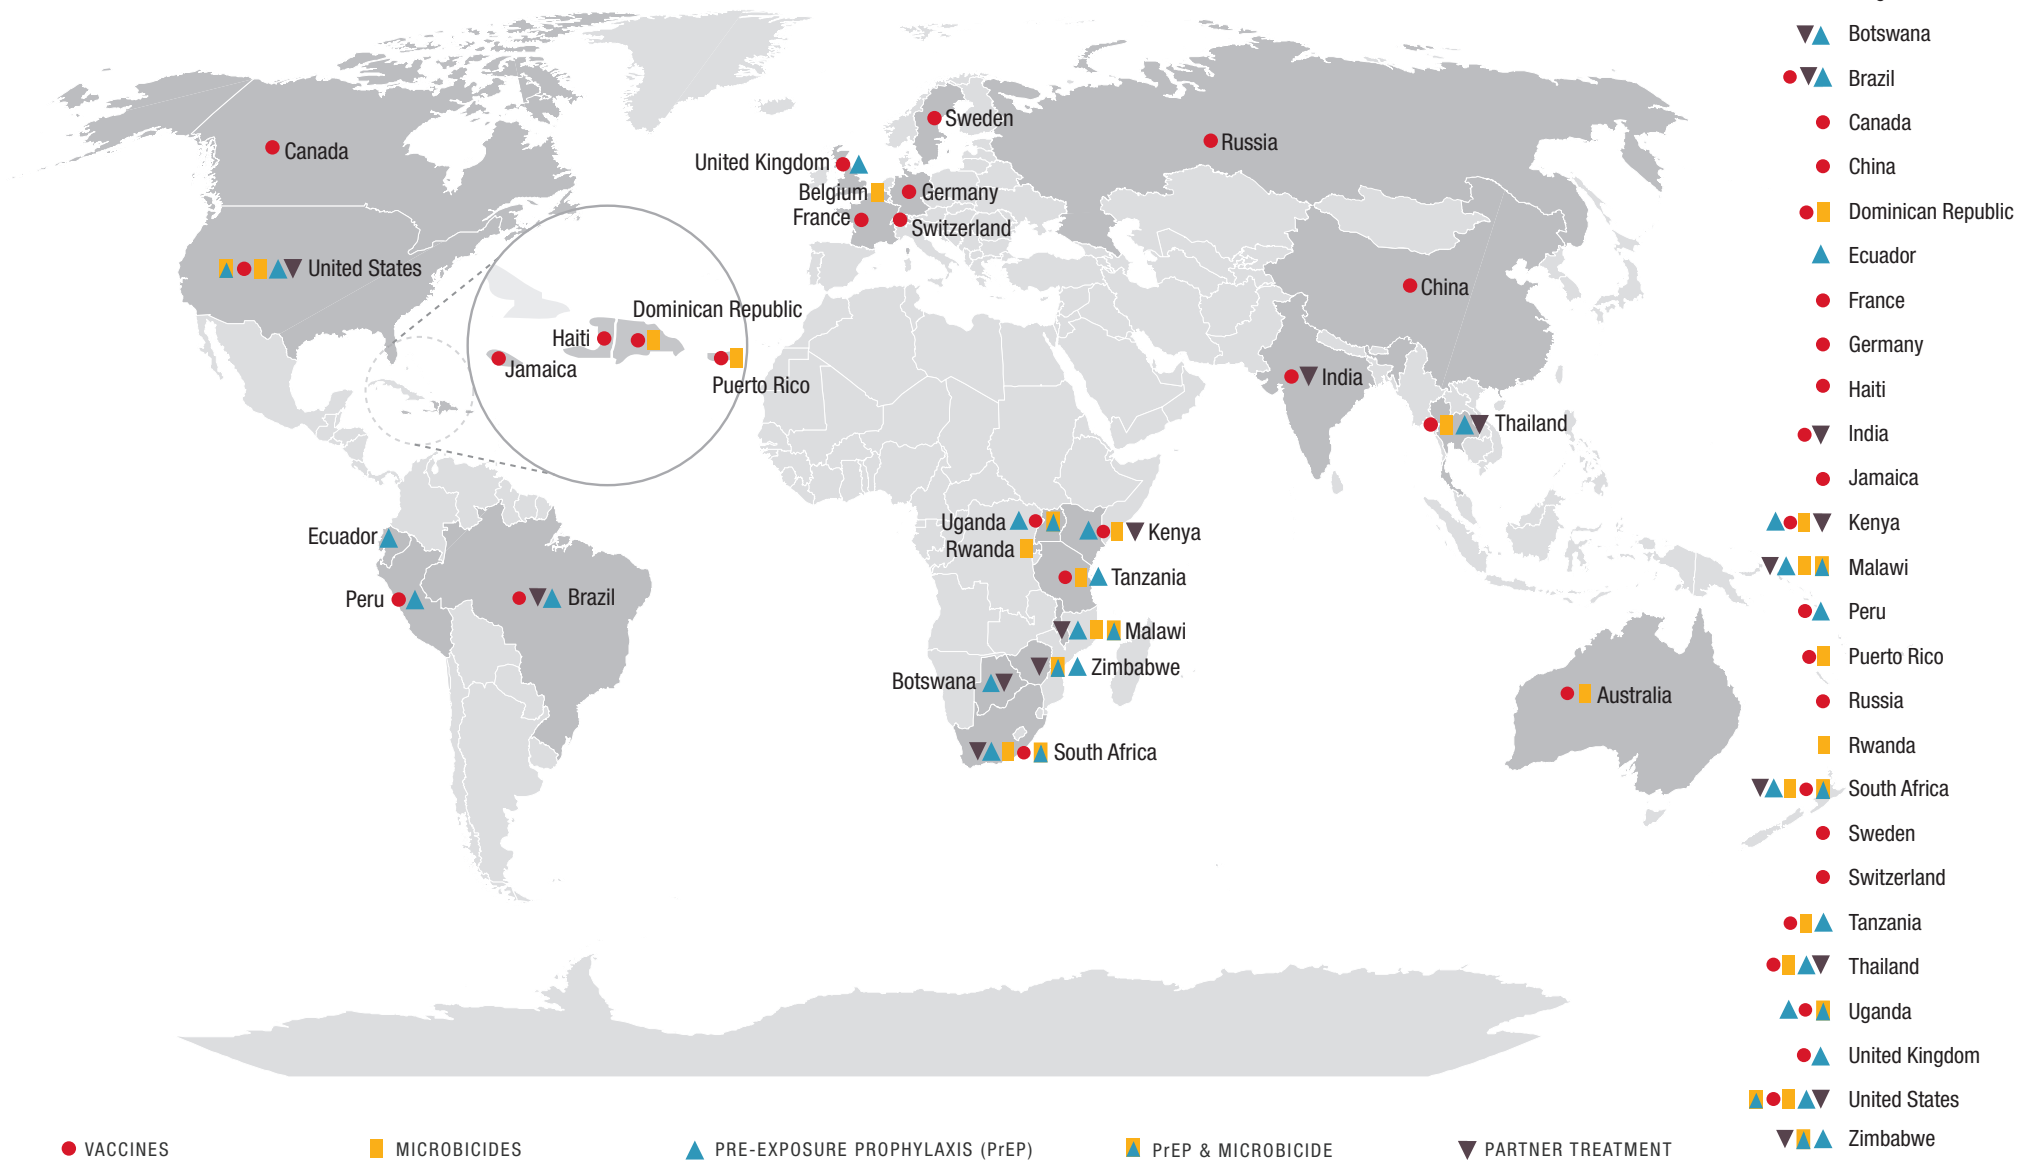 Canada
United States
Sweden
United Kingdom
Belgium
Germany
France
Switzerland
Russia
China
Dominican Republic
Haiti
Jamaica
Puerto Rico
India
Thailand
Ecuador
Peru
Brazil
Uganda
Kenya
Rwanda
Tanzania
Malawi
Zimbabwe
Botswana
South Africa
Australia
Botswana
Brazil
Canada
China
Dominican Republic
Ecuador
France
Germany
Haiti
India
Jamaica
Kenya
Malawi
Peru
Puerto Rico
Russia
Rwanda
South Africa
Sweden
Switzerland
Tanzania
Thailand
Uganda
United Kingdom
United States
Zimbabwe
VACCINES
MICROBICIDES
PRE-EXPOSURE PROPHYLAXIS (PrEP)
PrEP & MICROBICIDE
PARTNER TREATMENT